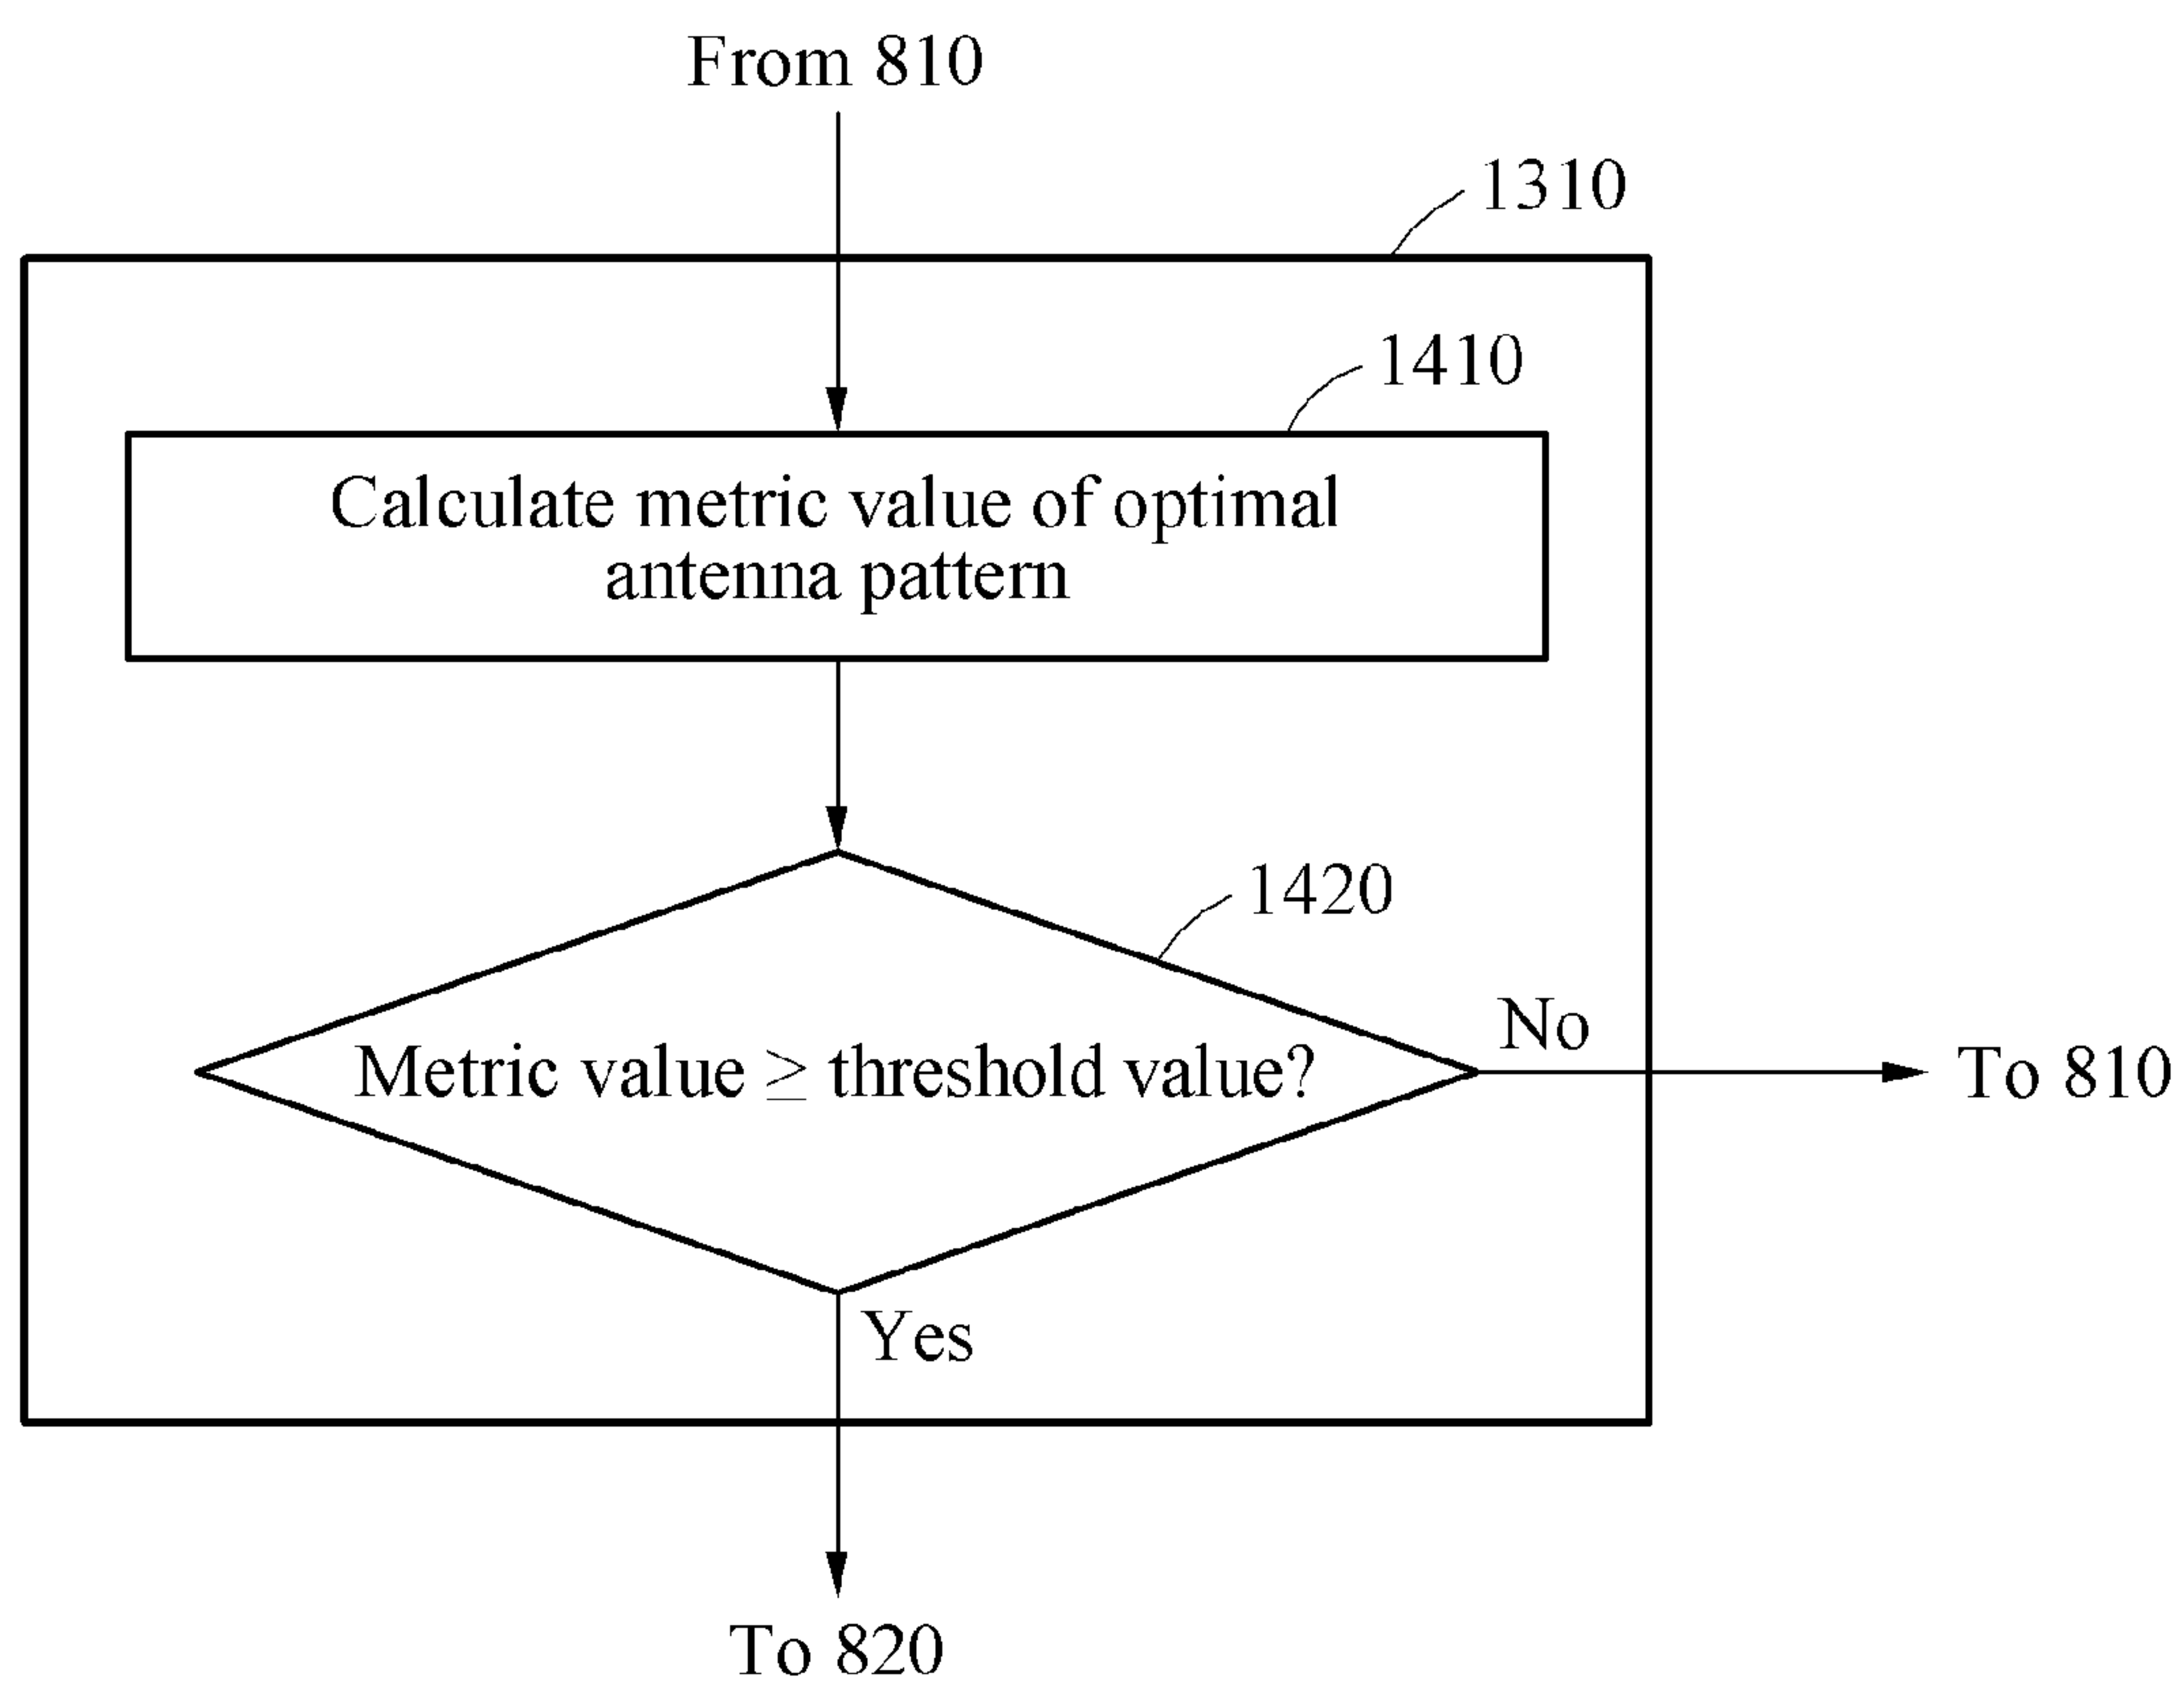 From 810
1310
1410
Calculate metric value of optimal
antenna pattern
1420
Metric value ≥ threshold value?
No
To 810
Yes
To 820